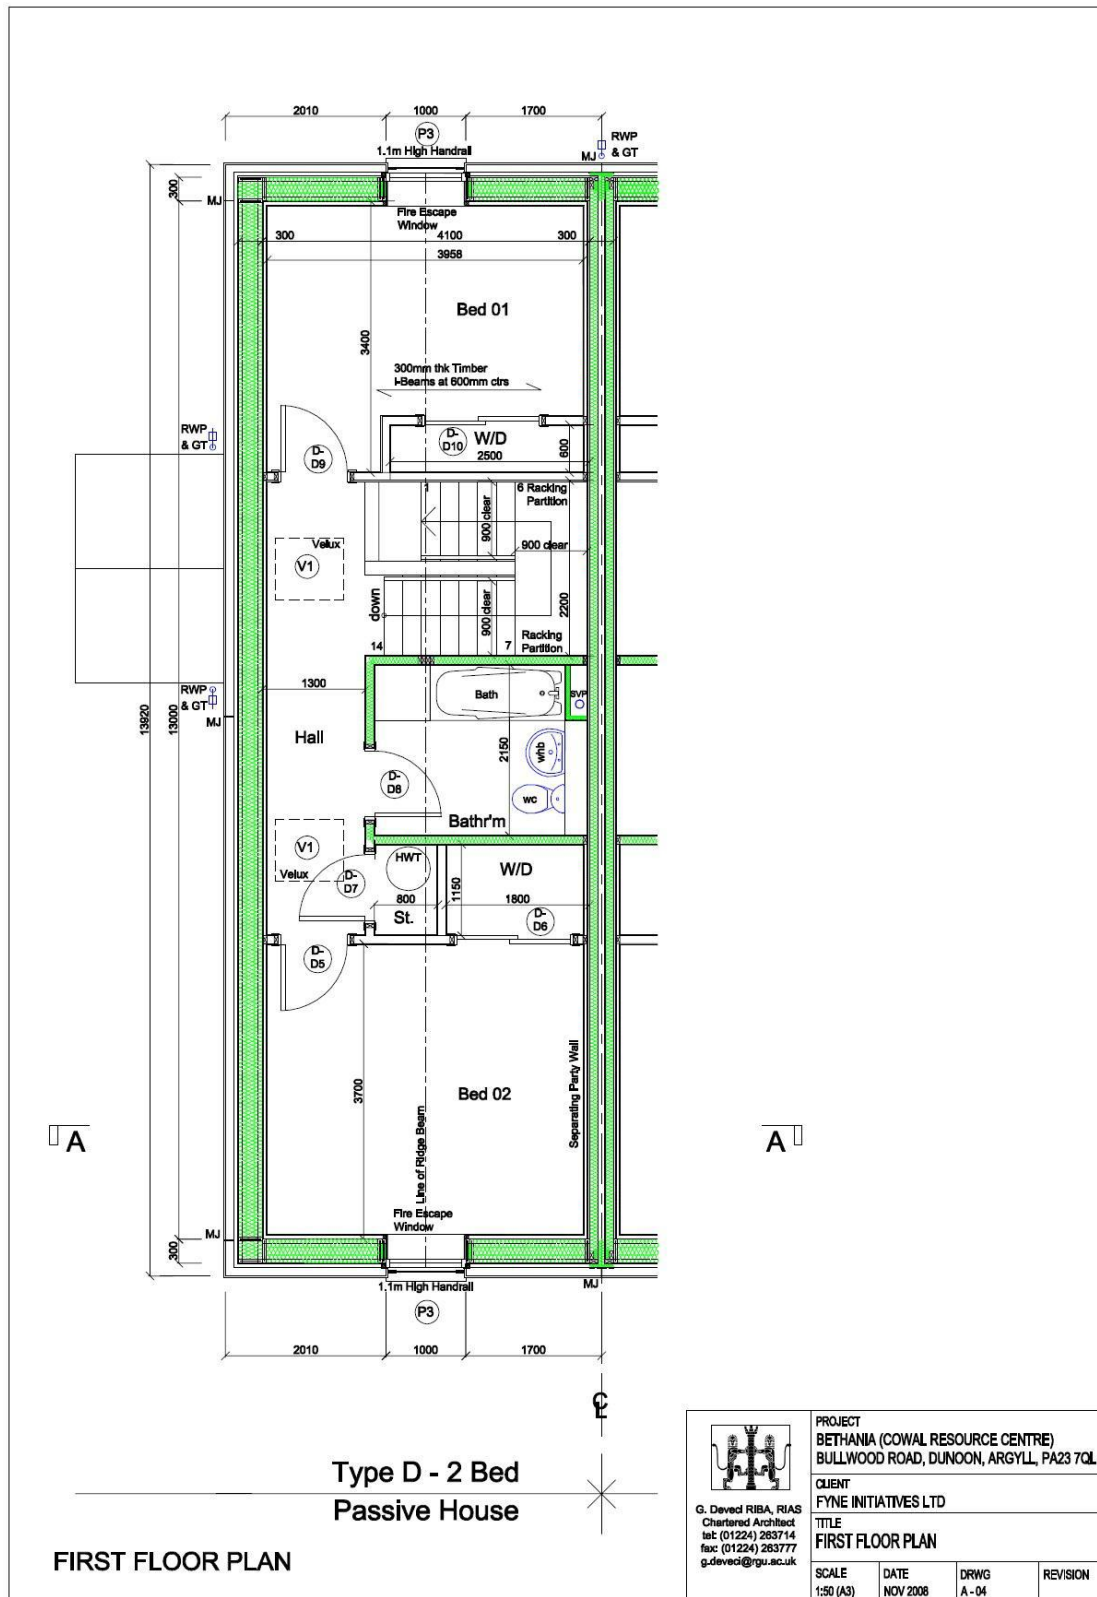 2010
1000
1700
P3
RWP
& GT
1.1m High Handrail
MJ
300
MJ
Fire Escape
Window
300
4100
300
3958
Bed 01
3400
300mm thk Timber
I-Beams at 600mm ctrs
RWP
& GT
D-
D10
W/D
2500
600
D-
D9
1
6 Racking
Partition
900 clear
900 clear
Velux
V1
down
900 clear
2200
Racking
Partition
14
7
1300
Bath
SVP
RWP
& GT
MJ
13920
13000
Hall
2150
whb
D-
D8
wc
Bathr'm
V1
Velux
HWT
D-
D7
W/D
1150
800
1800
St.
D-
D6
D-
D5
3700
Bed 02
Separating Party Wall
Line of Ridge Beam
A
A
Fire Escape
Window
MJ
300
1.1m High Handrail
MJ
P3
2010
1000
1700
CL
Type D - 2 Bed
Passive House
FIRST FLOOR PLAN
G. Deveci RIBA, RIAS
Chartered Architect
tel: (01224) 263714
fax: (01224) 263777
g.deveci@rgu.ac.uk
PROJECT
BETHANIA (COWAL RESOURCE CENTRE)
BULLWOOD ROAD, DUNOON, ARGYLL, PA23 7QL
CLIENT
FYNE INITIATIVES LTD
TITLE
FIRST FLOOR PLAN
SCALE
1:50 (A3)
DATE
NOV 2008
DRWG
A - 04
REVISION